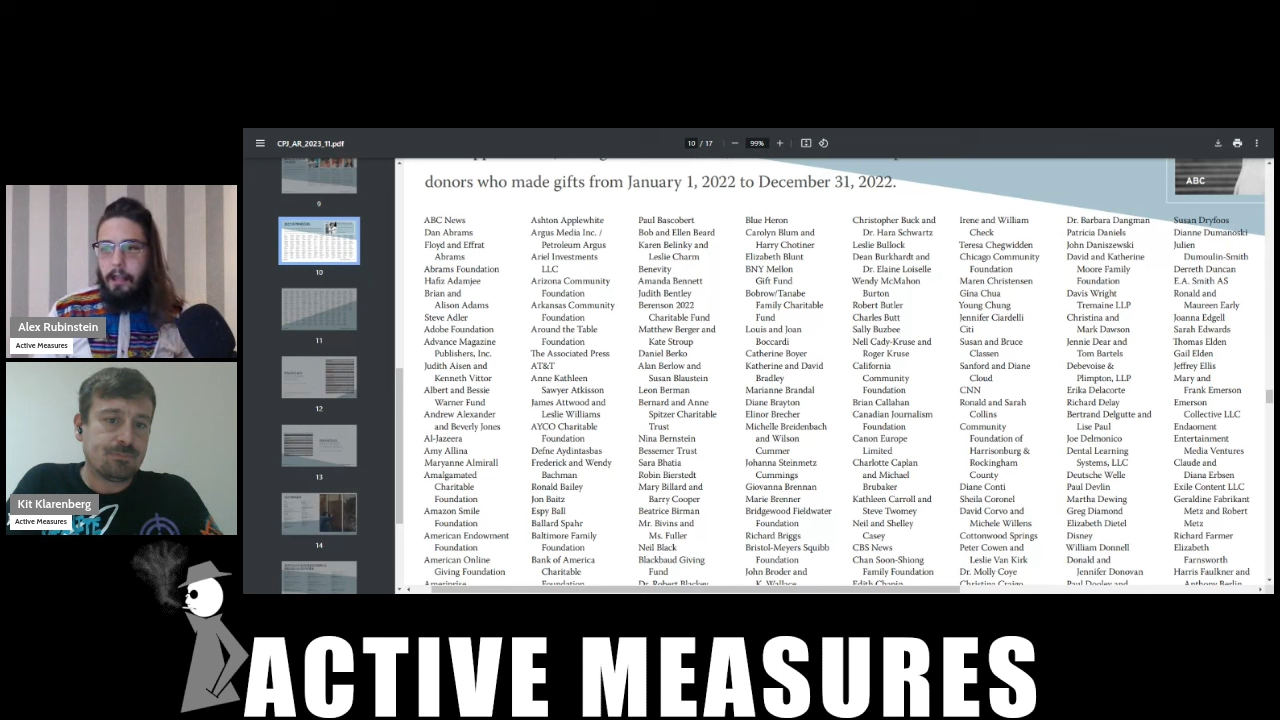 CPJ_AR_2023_11.pdf
10 / 17
99%
9
10
11
12
13
14
donors who made gifts from January 1, 2022 to December 31, 2022.
ABC
ABC News
Dan Abrams
Floyd and Effrat
Abrams
Abrams Foundation
Hafiz Adamjee
Brian and
Alison Adams
Steve Adler
Adobe Foundation
Advance Magazine
Publishers, Inc.
Judith Aisen and
Kenneth Vittor
Albert and Bessie
Warner Fund
Andrew Alexander
and Beverly Jones
Al-Jazeera
Amy Allina
Maryanne Almirall
Amalgamated
Charitable
Foundation
Amazon Smile
Foundation
American Endowment
Foundation
American Online
Giving Foundation
Ameriprise
Ashton Applewhite
Argus Media Inc. /
Petroleum Argus
Ariel Investments
LLC
Arizona Community
Foundation
Arkansas Community
Foundation
Around the Table
Foundation
The Associated Press
AT&T
Anne Kathleen
Sawyer Atkisson
James Attwood and
Leslie Williams
AYCO Charitable
Foundation
Defne Aydintasbas
Frederick and Wendy
Bachman
Ronald Bailey
Jon Baitz
Espy Ball
Ballard Spahr
Baltimore Family
Foundation
Bank of America
Charitable
Foundation
Paul Bascobert
Bob and Ellen Beard
Karen Belinky and
Leslie Charm
Benevity
Amanda Bennett
Judith Bentley
Berenson 2022
Charitable Fund
Matthew Berger and
Kate Stroup
Daniel Berko
Alan Berlow and
Susan Blaustein
Leon Berman
Bernard and Anne
Spitzer Charitable
Trust
Nina Bernstein
Bessemer Trust
Sara Bhatia
Robin Bierstedt
Mary Billard and
Barry Cooper
Beatrice Birman
Mr. Bivins and
Ms. Fuller
Neil Black
Blackbaud Giving
Fund
Dr. Robert Blackey
Blue Heron
Carolyn Blum and
Harry Chotiner
Elizabeth Blunt
BNY Mellon
Gift Fund
Bobrow/Tanabe
Family Charitable
Fund
Louis and Joan
Boccardi
Catherine Boyer
Katherine and David
Bradley
Marianne Brandal
Diane Brayton
Elinor Brecher
Michelle Breidenbach
and Wilson
Cummer
Johanna Steinmetz
Cummings
Giovanna Brennan
Marie Brenner
Bridgewood Fieldwater
Foundation
Richard Briggs
Bristol-Meyers Squibb
Foundation
John Broder and
K. Wallace
Christopher Buck and
Dr. Hara Schwartz
Leslie Bullock
Dean Burkhardt and
Dr. Elaine Loiselle
Wendy McMahon
Burton
Robert Butler
Charles Butt
Sally Buzbee
Nell Cady-Kruse and
Roger Kruse
California
Community
Foundation
Brian Callahan
Canadian Journalism
Foundation
Canon Europe
Limited
Charlotte Caplan
and Michael
Brubaker
Kathleen Carroll and
Steve Twomey
Neil and Shelley
Casey
CBS News
Chan Soon-Shiong
Family Foundation
Edith Chapin
Irene and William
Check
Teresa Chegwidden
Chicago Community
Foundation
Maren Christensen
Gina Chua
Young Chung
Jennifer Ciardelli
Citi
Susan and Bruce
Classen
Sanford and Diane
Cloud
CNN
Ronald and Sarah
Collins
Community
Foundation of
Harrisonburg &
Rockingham
County
Diane Conti
Sheila Coronel
David Corvo and
Michele Willens
Cottonwood Springs
Peter Cowen and
Leslie Van Kirk
Dr. Molly Coye
Christina Craigo
Dr. Barbara Dangman
Patricia Daniels
John Daniszewski
David and Katherine
Moore Family
Foundation
Davis Wright
Tremaine LLP
Christina and
Mark Dawson
Jennie Dear and
Tom Bartels
Debevoise &
Plimpton, LLP
Erika Delacorte
Richard Delay
Bertrand Delgutte and
Lise Paul
Joe Delmonico
Dental Learning
Systems, LLC
Deutsche Welle
Paul Devlin
Martha Dewing
Greg Diamond
Elizabeth Dietel
Disney
William Donnell
Donald and
Jennifer Donovan
Paul Dooley and
Susan Dryfoos
Dianne Dumanoski
Julien
Dumoulin-Smith
Derreth Duncan
E.A. Smith AS
Ronald and
Maureen Early
Joanna Edgell
Sarah Edwards
Thomas Elden
Gail Elden
Jeffrey Ellis
Mary and
Frank Emerson
Emerson
Collective LLC
Endaoment
Entertainment
Media Ventures
Claude and
Diana Erbsen
Exile Content LLC
Geraldine Fabrikant
Metz and Robert
Metz
Richard Farmer
Elizabeth
Farnsworth
Harris Faulkner and
Anthony Berlin
Alex Rubinstein
Active Measures
Kit Klarenberg
Active Measures
ACTIVE MEASURES